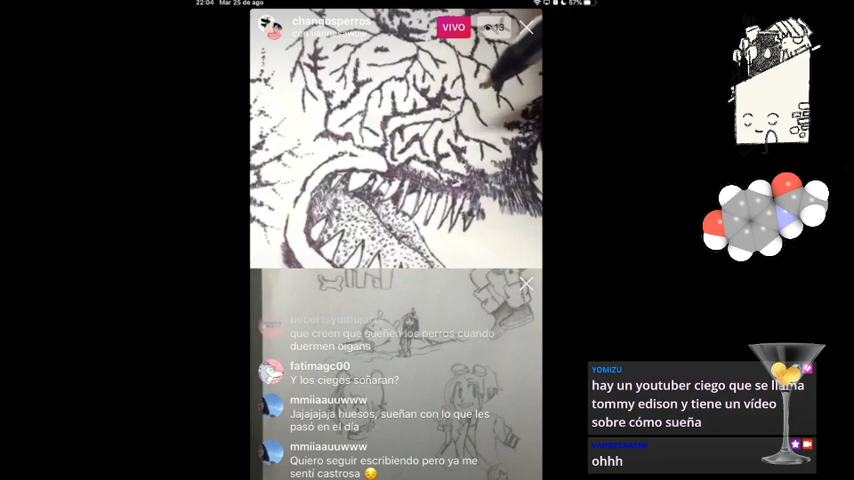 22:04 Mar 25 de ago
57%
changosperros
VIVO
13
que creen que sueñen los perros cuando
duermen oigans
fatimagc00
Y los ciegos soñaran?
mmiiaauuwww
Jajajajaja huesos, sueñan con lo que les
pasó en el día
mmiiaauuwww
Quiero seguir escribiendo pero ya me
sentí castrosa 😔
YOMIZU
hay un youtuber ciego que se llama
tommy edison y tiene un vídeo
sobre cómo sueña
ohhh